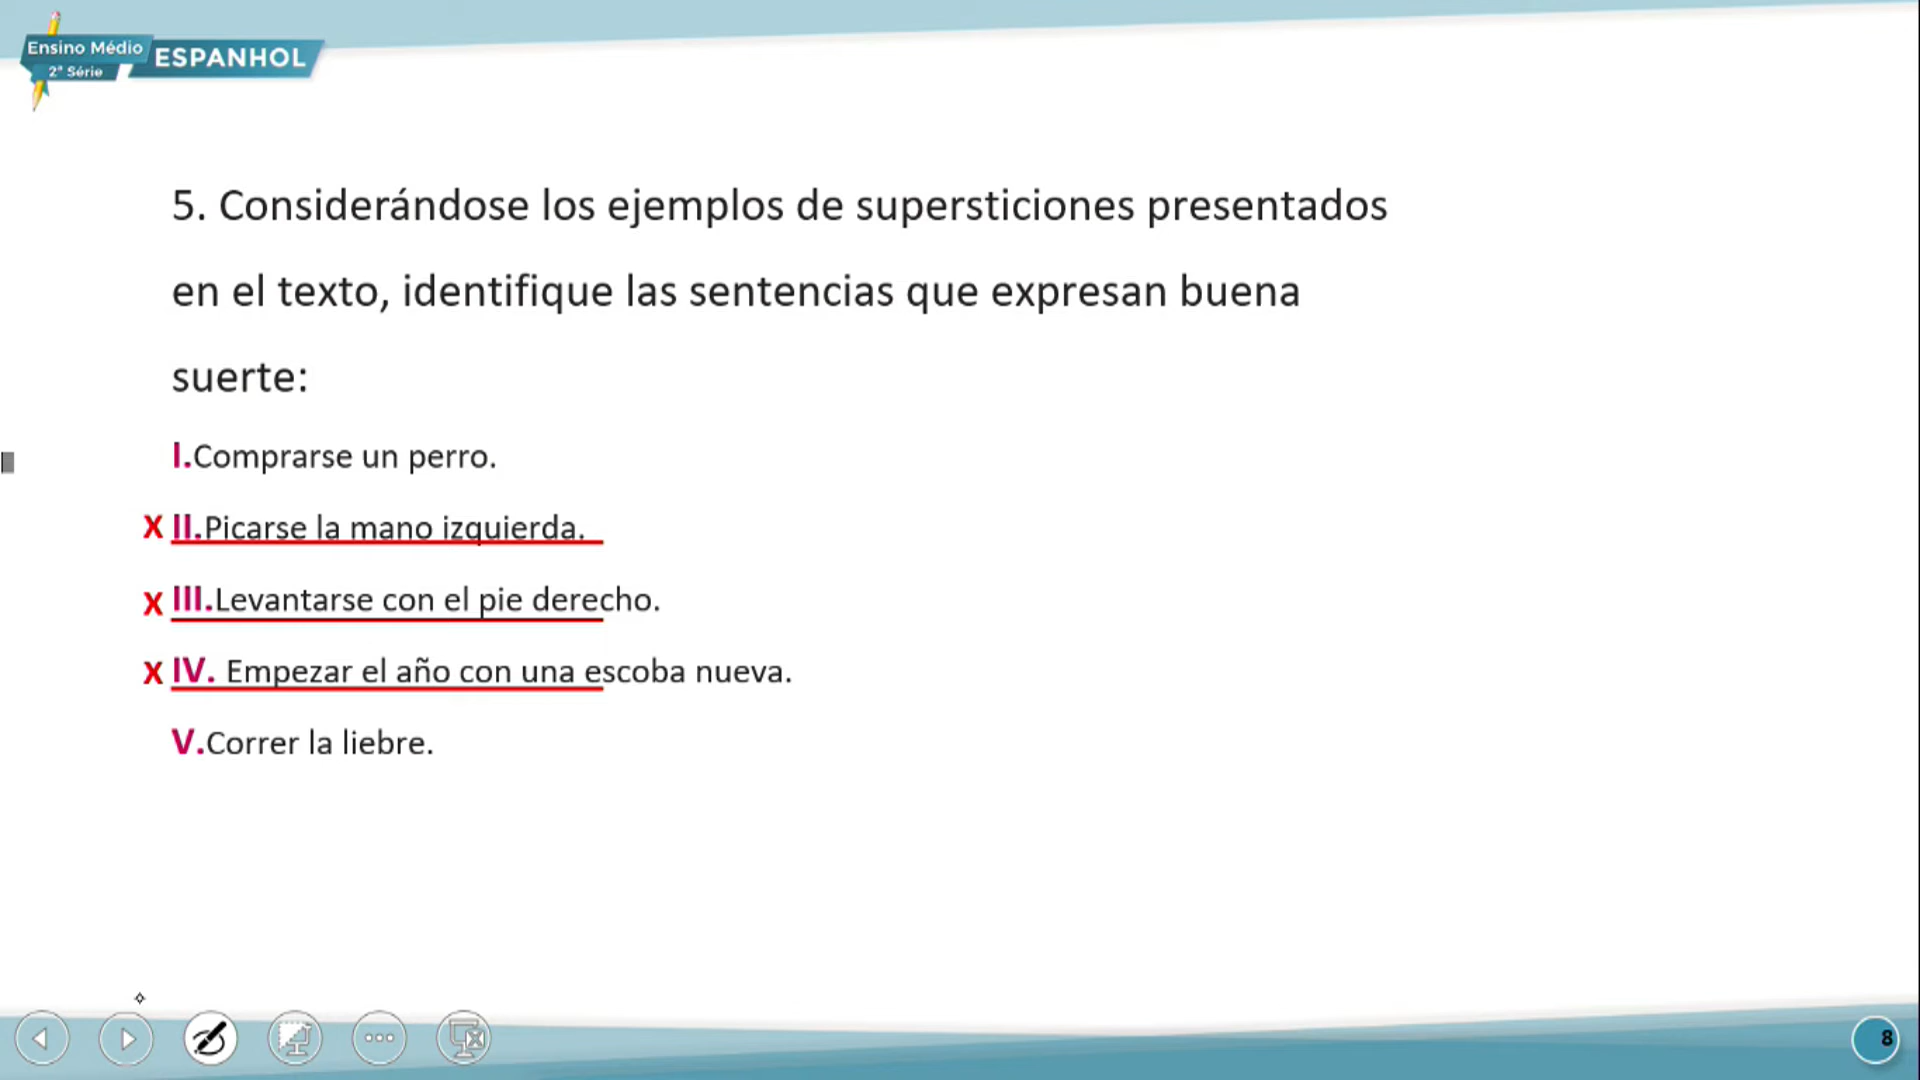 Ensino Médio
2ª Série
ESPANHOL
5. Considerándose los ejemplos de supersticiones presentados
en el texto, identifique las sentencias que expresan buena
suerte:
I.Comprarse un perro.
X II.Picarse la mano izquierda.
X III.Levantarse con el pie derecho.
X IV. Empezar el año con una escoba nueva.
V.Correr la liebre.
8